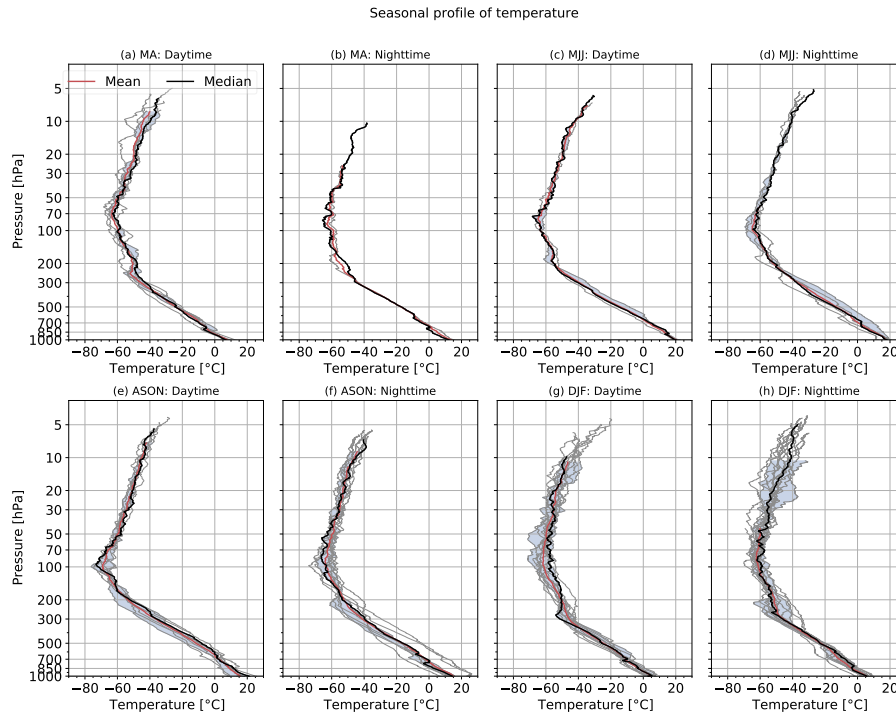 Seasonal profile of temperature
(a) MA: Daytime
(b) MA: Nighttime
(c) MJJ: Daytime
(d) MJJ: Nighttime
Mean
Median
Pressure [hPa]
5
10
20
30
50
70
100
200
300
500
700
850
1000
−80 −60 −40 −20 0 20
−80 −60 −40 −20 0 20
−80 −60 −40 −20 0 20
−80 −60 −40 −20 0 20
Temperature [°C]
Temperature [°C]
Temperature [°C]
Temperature [°C]
(e) ASON: Daytime
(f) ASON: Nighttime
(g) DJF: Daytime
(h) DJF: Nighttime
Pressure [hPa]
5
10
20
30
50
70
100
200
300
500
700
850
1000
−80 −60 −40 −20 0 20
−80 −60 −40 −20 0 20
−80 −60 −40 −20 0 20
−80 −60 −40 −20 0 20
Temperature [°C]
Temperature [°C]
Temperature [°C]
Temperature [°C]